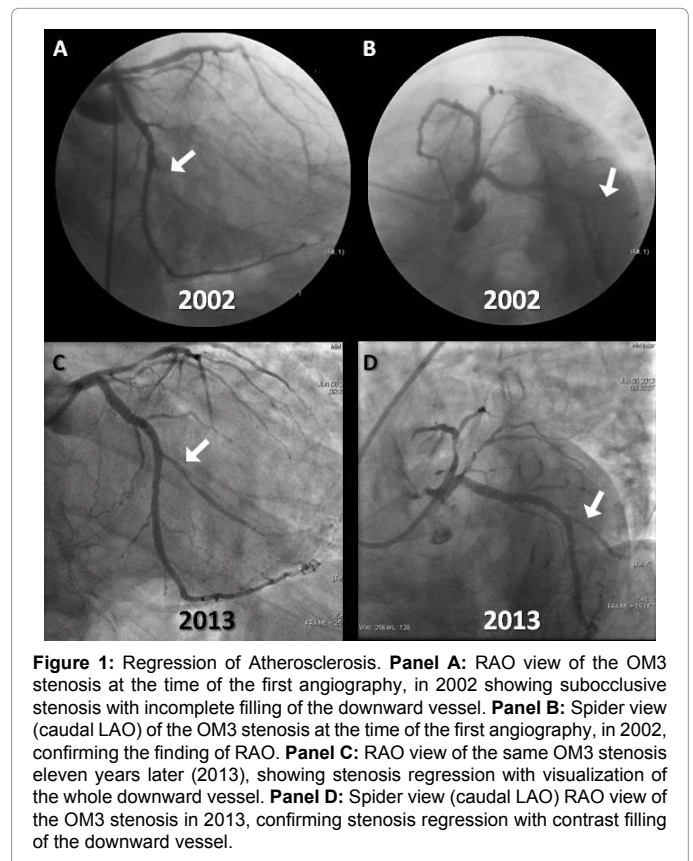 A
B
(Fil. 1)
(Fil. 1)
2002
2002
C
D
2013
2013
Figure 1: Regression of Atherosclerosis. Panel A: RAO view of the OM3
stenosis at the time of the first angiography, in 2002 showing subocclusive
stenosis with incomplete filling of the downward vessel. Panel B: Spider view
(caudal LAO) of the OM3 stenosis at the time of the first angiography, in 2002,
confirming the finding of RAO. Panel C: RAO view of the same OM3 stenosis
eleven years later (2013), showing stenosis regression with visualization of
the whole downward vessel. Panel D: Spider view (caudal LAO) RAO view of
the OM3 stenosis in 2013, confirming stenosis regression with contrast filling
of the downward vessel.